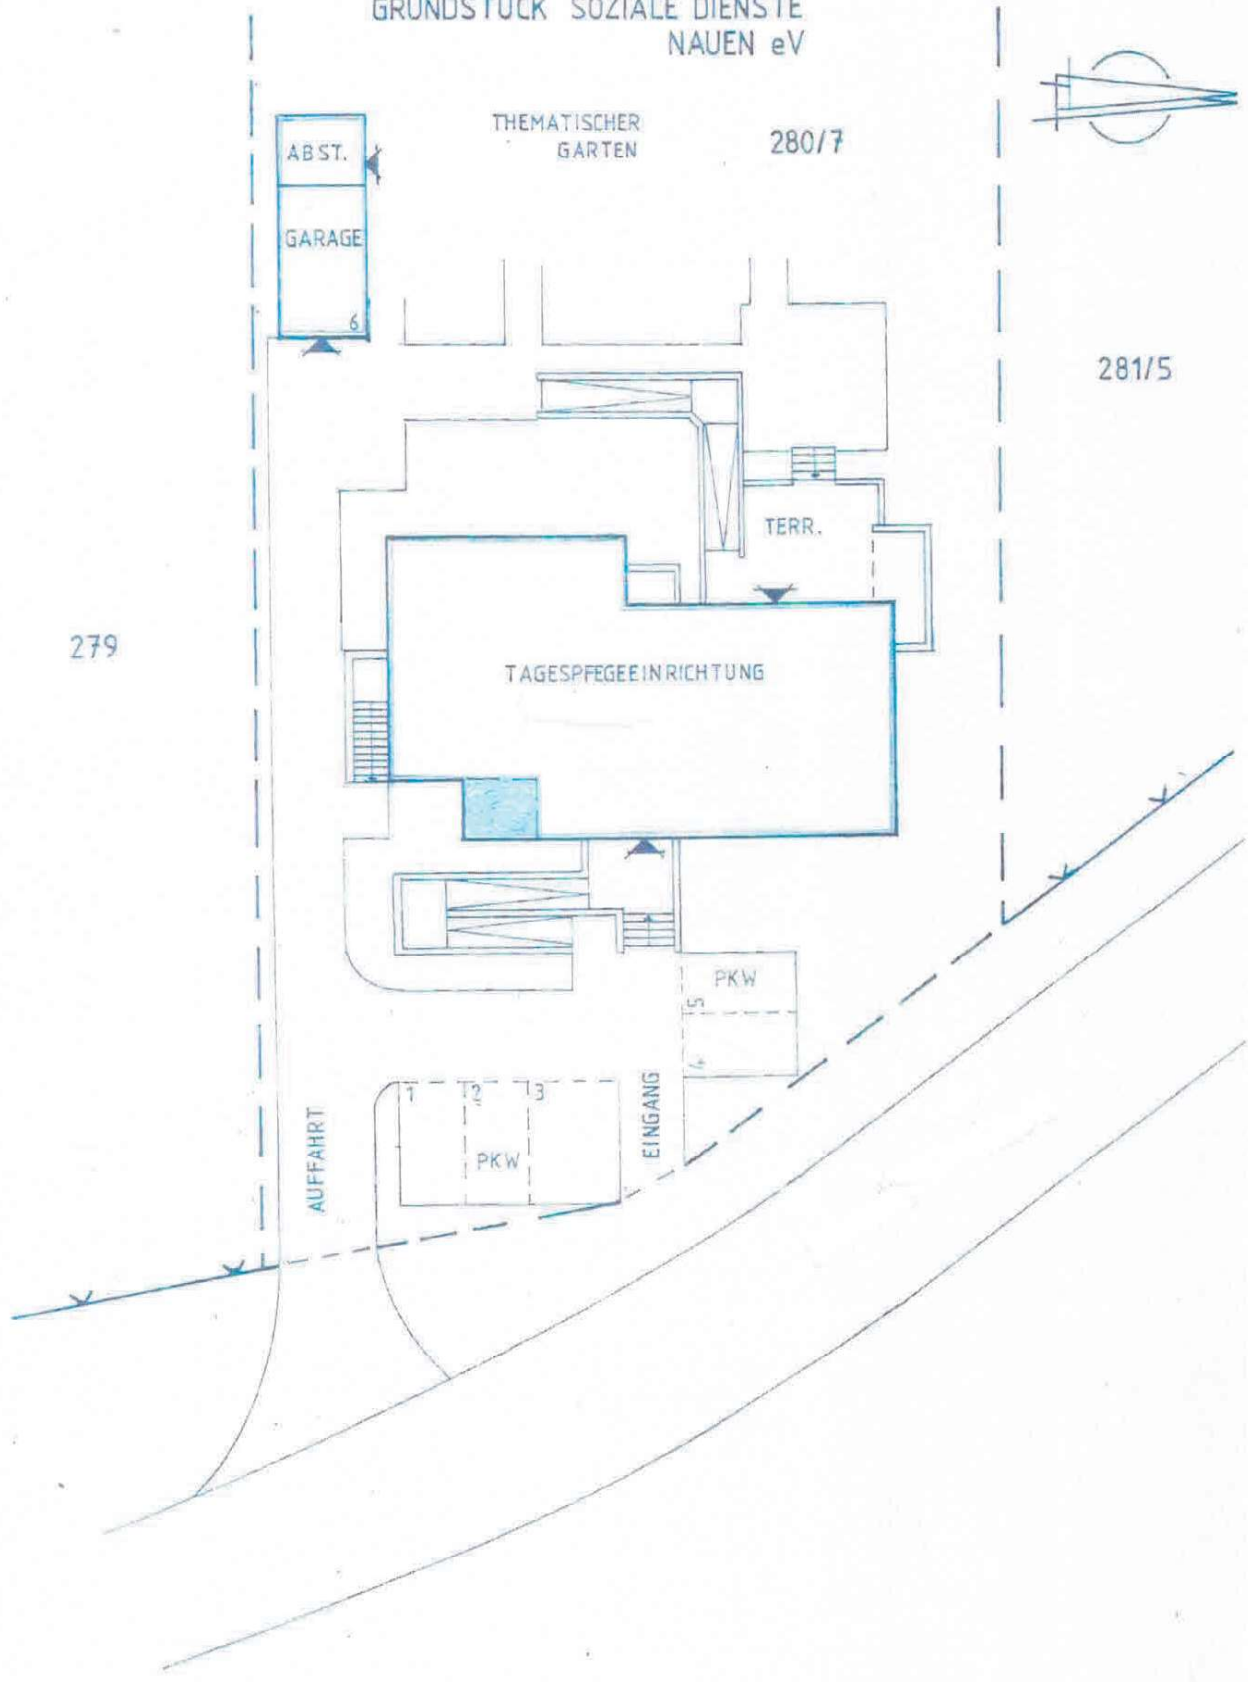 GRUNDSTÜCK SOZIALE DIENSTE
NAUEN eV
THEMATISCHER
GARTEN
280/7
ABST.
GARAGE
6
281/5
TERR.
279
TAGESPFEGEEINRICHTUNG
PKW
5
4
1
2
3
PKW
EINGANG
AUFFAHRT